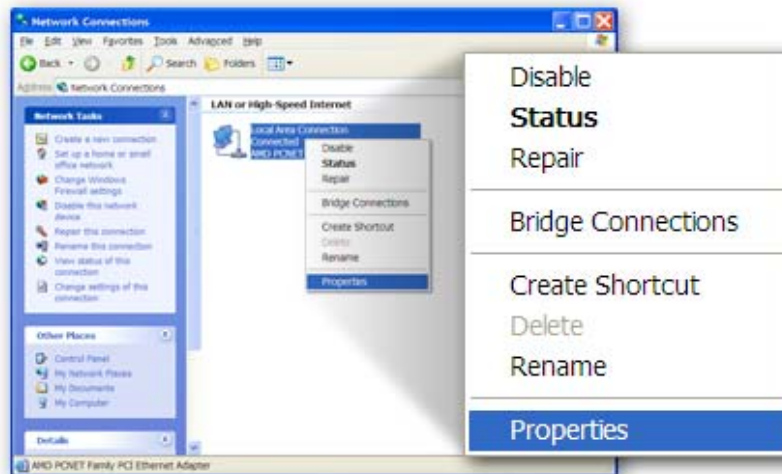 Network Connections
File Edit View Favorites Tools Advanced Help
Back Search Folders
Address Network Connections
Network Tasks
Create a new connection
Set up a home or small
office network
Change Windows
Firewall settings
Disable this network
device
Repair this connection
Rename this connection
View status of this
connection
Change settings of this
connection
Other Places
Control Panel
My Network Places
My Documents
My Computer
Details
LAN or High-Speed Internet
Local Area Connection
Connected
AMD PCNET
Disable
Status
Repair
Bridge Connections
Create Shortcut
Delete
Rename
Properties
AMD PCNET Family PCI Ethernet Adapter
Disable
Status
Repair
Bridge Connections
Create Shortcut
Delete
Rename
Properties